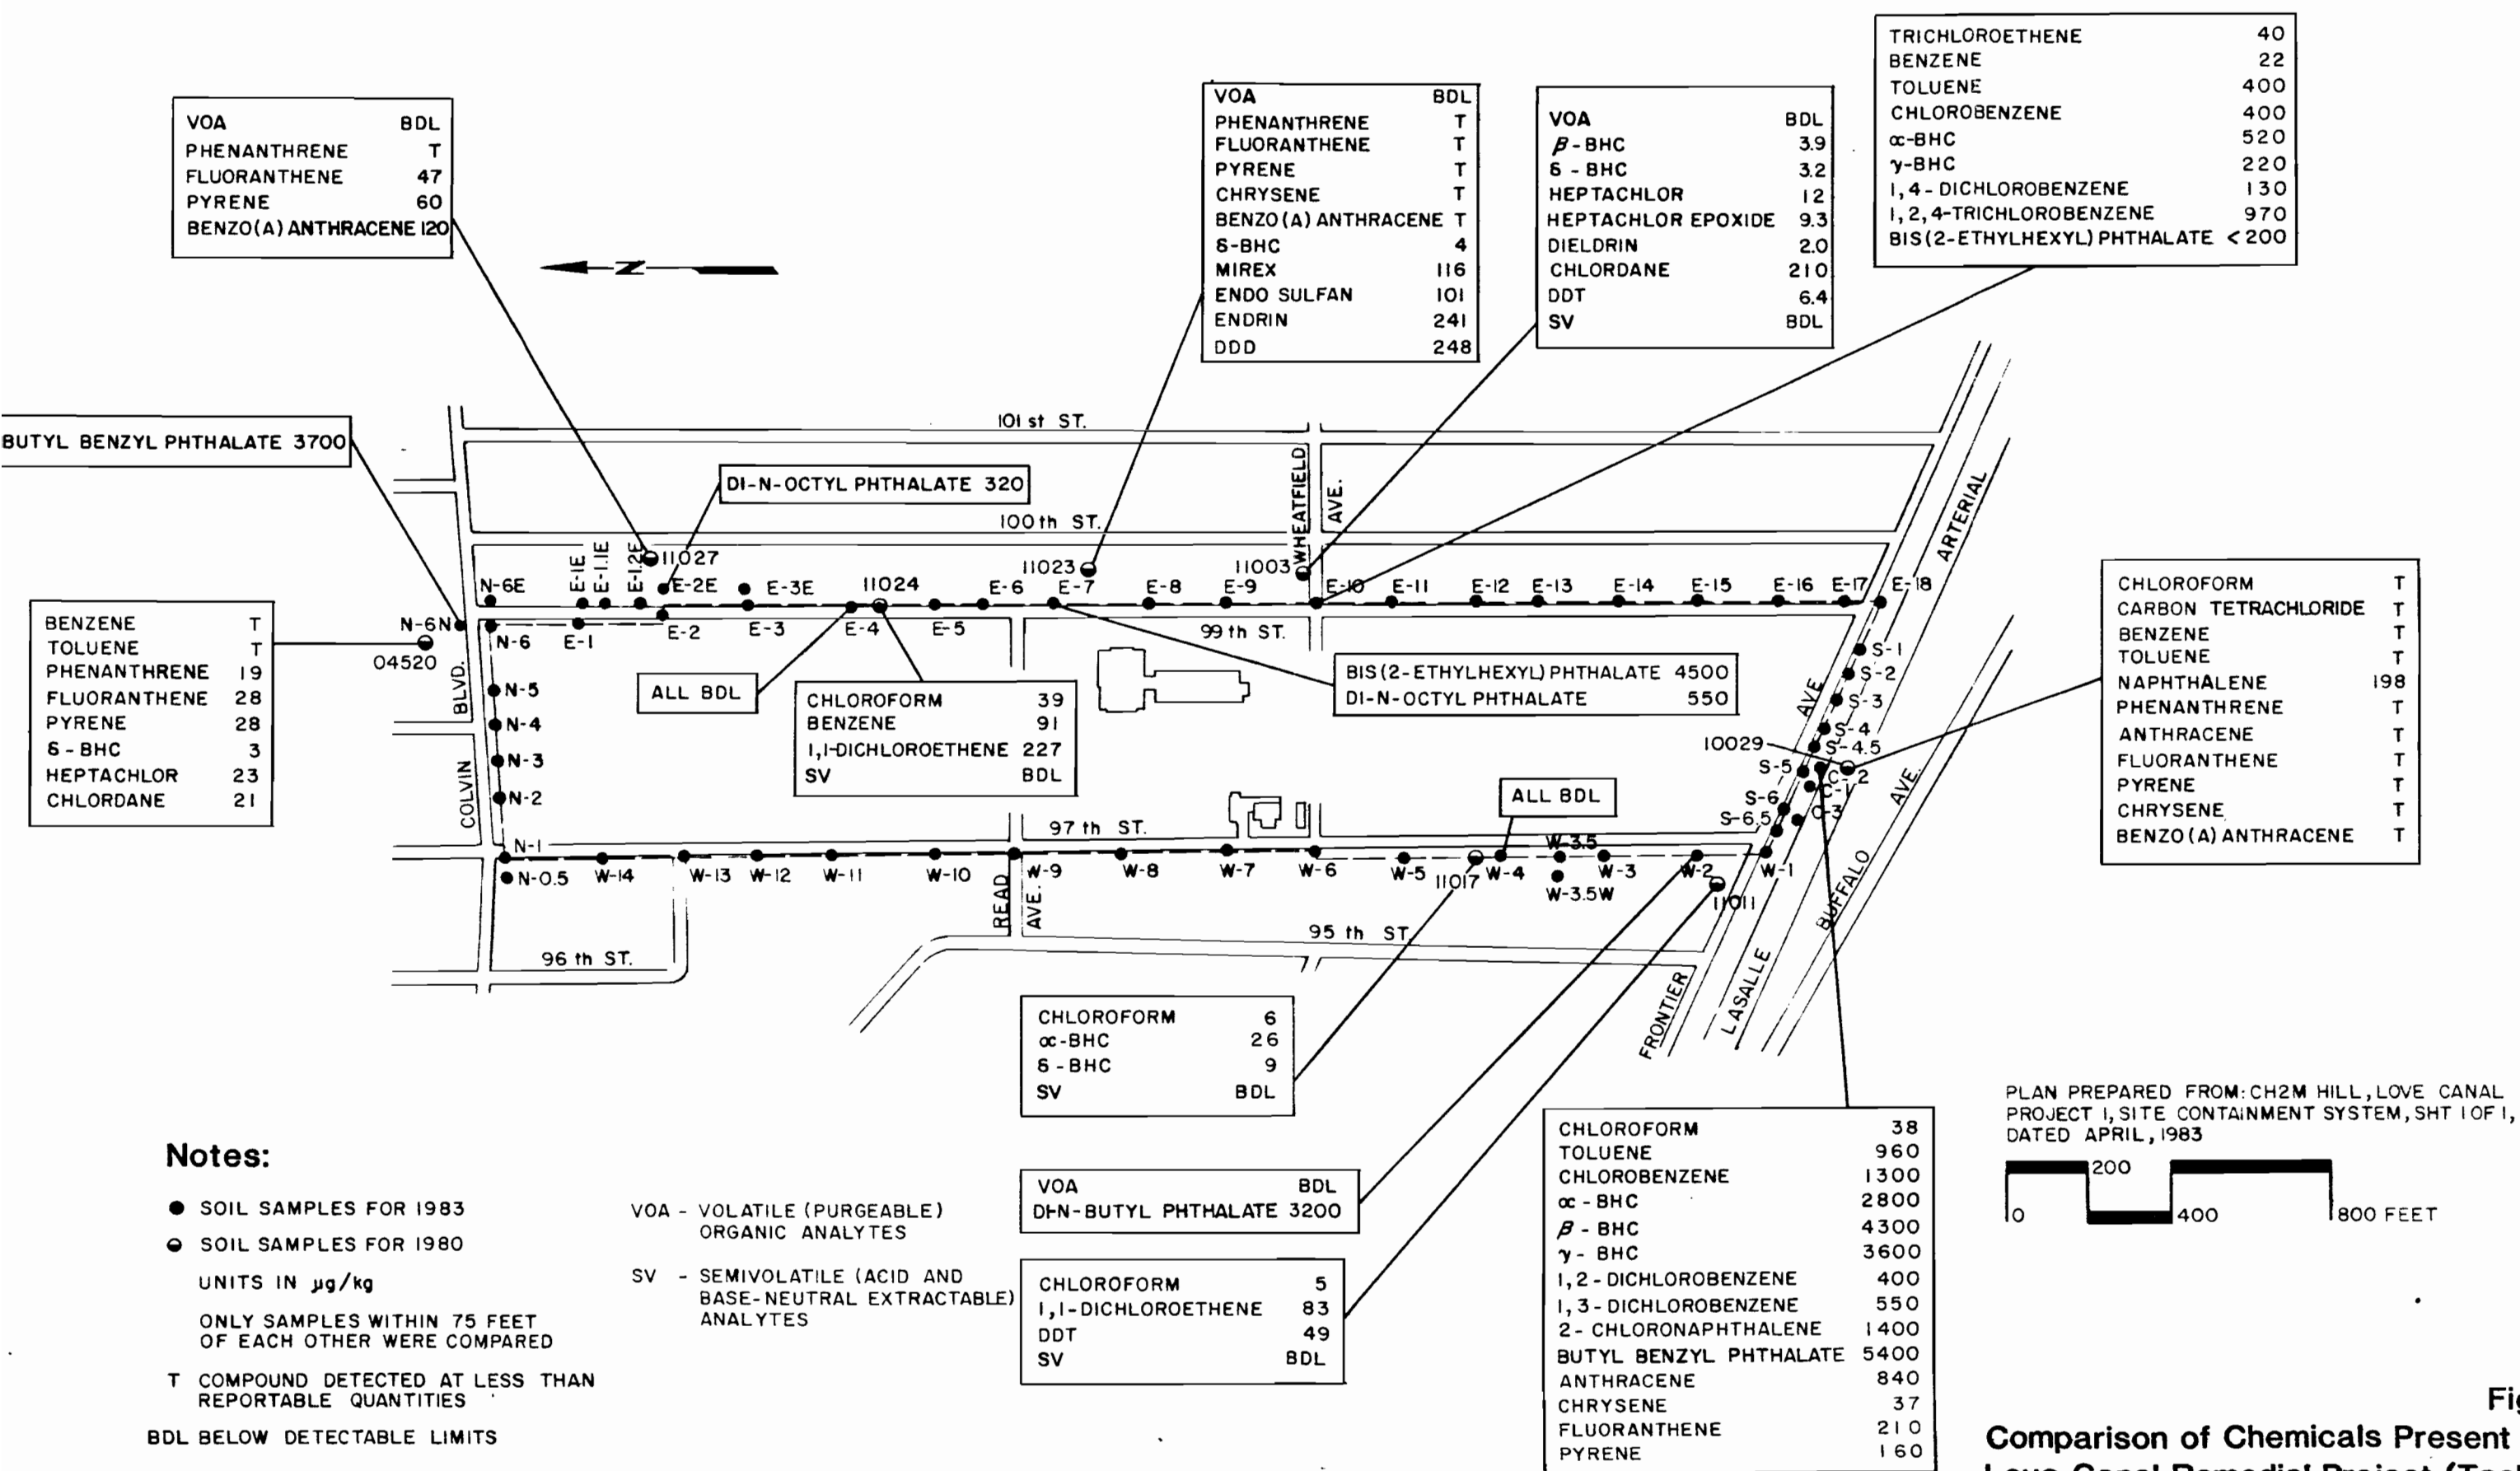 TRICHLOROETHENE 40
BENZENE 22
TOLUENE 400
CHLOROBENZENE 400
α-BHC 520
γ-BHC 220
1,4-DICHLOROBENZENE 130
1,2,4-TRICHLOROBENZENE 970
BIS(2-ETHYLHEXYL) PHTHALATE <200
VOA BDL
PHENANTHRENE T
FLUORANTHENE 47
PYRENE 60
BENZO(A)ANTHRACENE 120
VOA BDL
PHENANTHRENE T
FLUORANTHENE T
PYRENE T
CHRYSENE T
BENZO(A) ANTHRACENE T
δ-BHC 4
MIREX 116
ENDO SULFAN 101
ENDRIN 241
DDD 248
VOA BDL
β-BHC 3.9
δ-BHC 3.2
HEPTACHLOR 12
HEPTACHLOR EPOXIDE 9.3
DIELDRIN 2.0
CHLORDANE 210
DDT 6.4
SV BDL
N
BUTYL BENZYL PHTHALATE 3700
DI-N-OCTYL PHTHALATE 320
101 st ST.
100 th ST.
WHEATFIELD
AVE.
ARTERIAL
11027
11023
11003
11024
N-6E
E-1E
E-1.1E
E-1.2E
E-2E
E-3E
E-6
E-7
E-8
E-9
E-10
E-11
E-12
E-13
E-14
E-15
E-16
E-17
E-18
N-6N
04520
N-6
E-1
E-2
E-3
E-4
E-5
99 th ST.
BENZENE T
TOLUENE T
PHENANTHRENE 19
FLUORANTHENE 28
PYRENE 28
δ-BHC 3
HEPTACHLOR 23
CHLORDANE 21
ALL BDL
CHLOROFORM 39
BENZENE 91
1,1-DICHLOROETHENE 227
SV BDL
BIS(2-ETHYLHEXYL) PHTHALATE 4500
DI-N-OCTYL PHTHALATE 550
CHLOROFORM T
CARBON TETRACHLORIDE T
BENZENE T
TOLUENE T
NAPHTHALENE 198
PHENANTHRENE T
ANTHRACENE T
FLUORANTHENE T
PYRENE T
CHRYSENE T
BENZO(A) ANTHRACENE T
COLVIN
BLVD.
N-5
N-4
N-3
N-2
N-1
N-0.5
AVE
S-1
S-2
S-3
S-4
S-4.5
10029
S-5
C-2
C-1
S-6
C-3
S-6.5
BUFFALO
AVE.
ALL BDL
97 th ST.
W-14
W-13
W-12
W-11
W-10
W-9
W-8
W-7
W-6
W-5
11017
W-4
W-3.5
W-3.5W
W-3
W-2
W-1
11011
READ
AVE.
95 th ST.
96 th ST.
FRONTIER
LASALLE
CHLOROFORM 6
α-BHC 26
δ-BHC 9
SV BDL
VOA BDL
DI-N-BUTYL PHTHALATE 3200
CHLOROFORM 5
1,1-DICHLOROETHENE 83
DDT 49
SV BDL
CHLOROFORM 38
TOLUENE 960
CHLOROBENZENE 1300
α-BHC 2800
β-BHC 4300
γ-BHC 3600
1,2-DICHLOROBENZENE 400
1,3-DICHLOROBENZENE 550
2-CHLORONAPHTHALENE 1400
BUTYL BENZYL PHTHALATE 5400
ANTHRACENE 840
CHRYSENE 37
FLUORANTHENE 210
PYRENE 160
PLAN PREPARED FROM: CH2M HILL, LOVE CANAL
PROJECT 1, SITE CONTAINMENT SYSTEM, SHT 1 OF 1,
DATED APRIL, 1983
0 200 400 800 FEET
Notes:
● SOIL SAMPLES FOR 1983
SOIL SAMPLES FOR 1980
UNITS IN µg/kg
ONLY SAMPLES WITHIN 75 FEET
OF EACH OTHER WERE COMPARED
T COMPOUND DETECTED AT LESS THAN
REPORTABLE QUANTITIES
BDL BELOW DETECTABLE LIMITS
VOA - VOLATILE (PURGEABLE)
ORGANIC ANALYTES
SV - SEMIVOLATILE (ACID AND
BASE-NEUTRAL EXTRACTABLE)
ANALYTES
Comparison of Chemicals Present